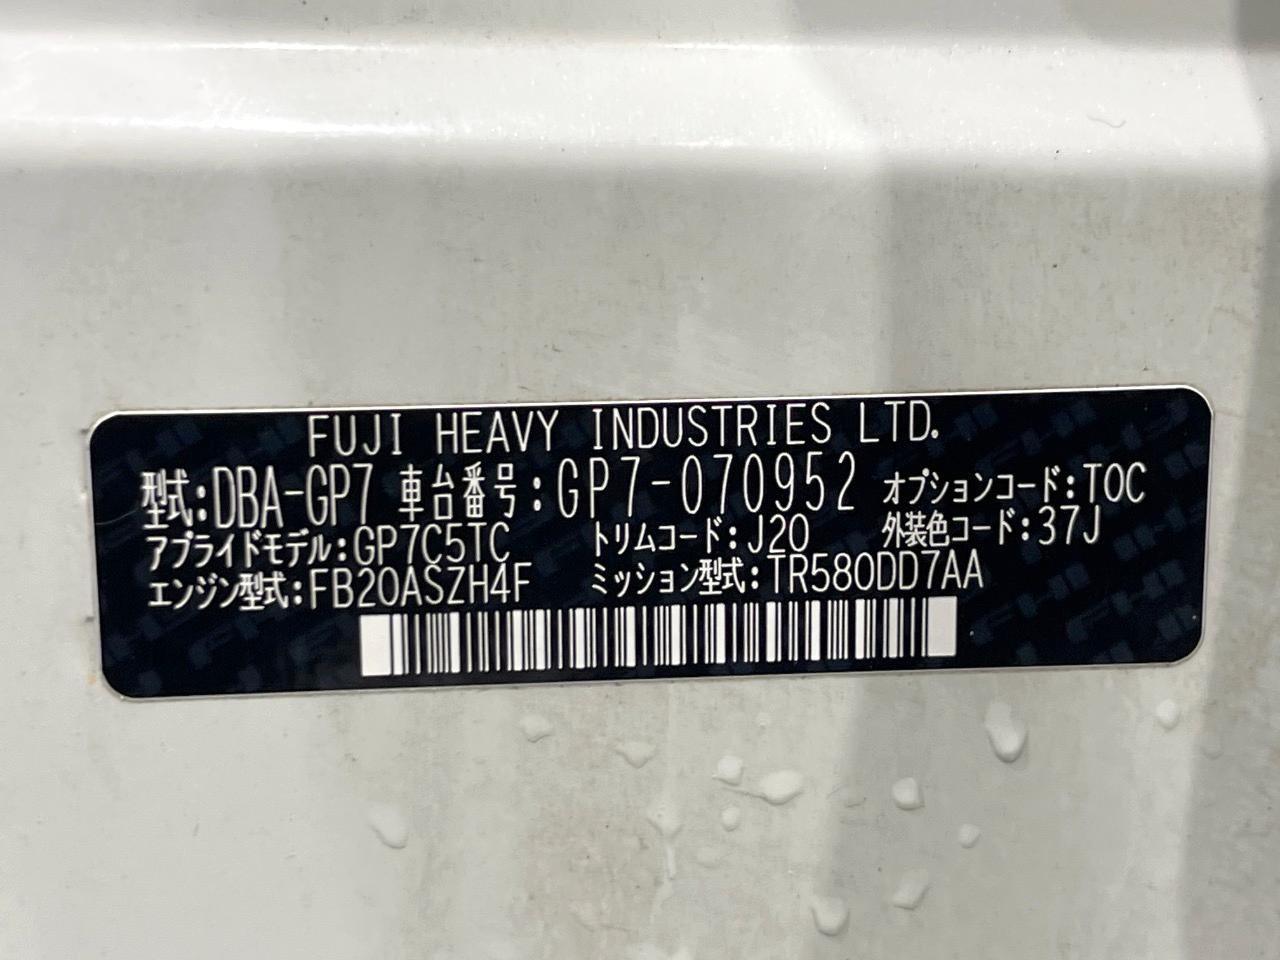 FUJI HEAVY INDUSTRIES LTD.
型式:DBA-GP7 車台番号:GP7-070952 オプションコード:TOC
アプライドモデル:GP7C5TC トリムコード:J20 外装色コード:37J
エンジン型式:FB20ASZH4F ミッション型式:TR580DD7AA